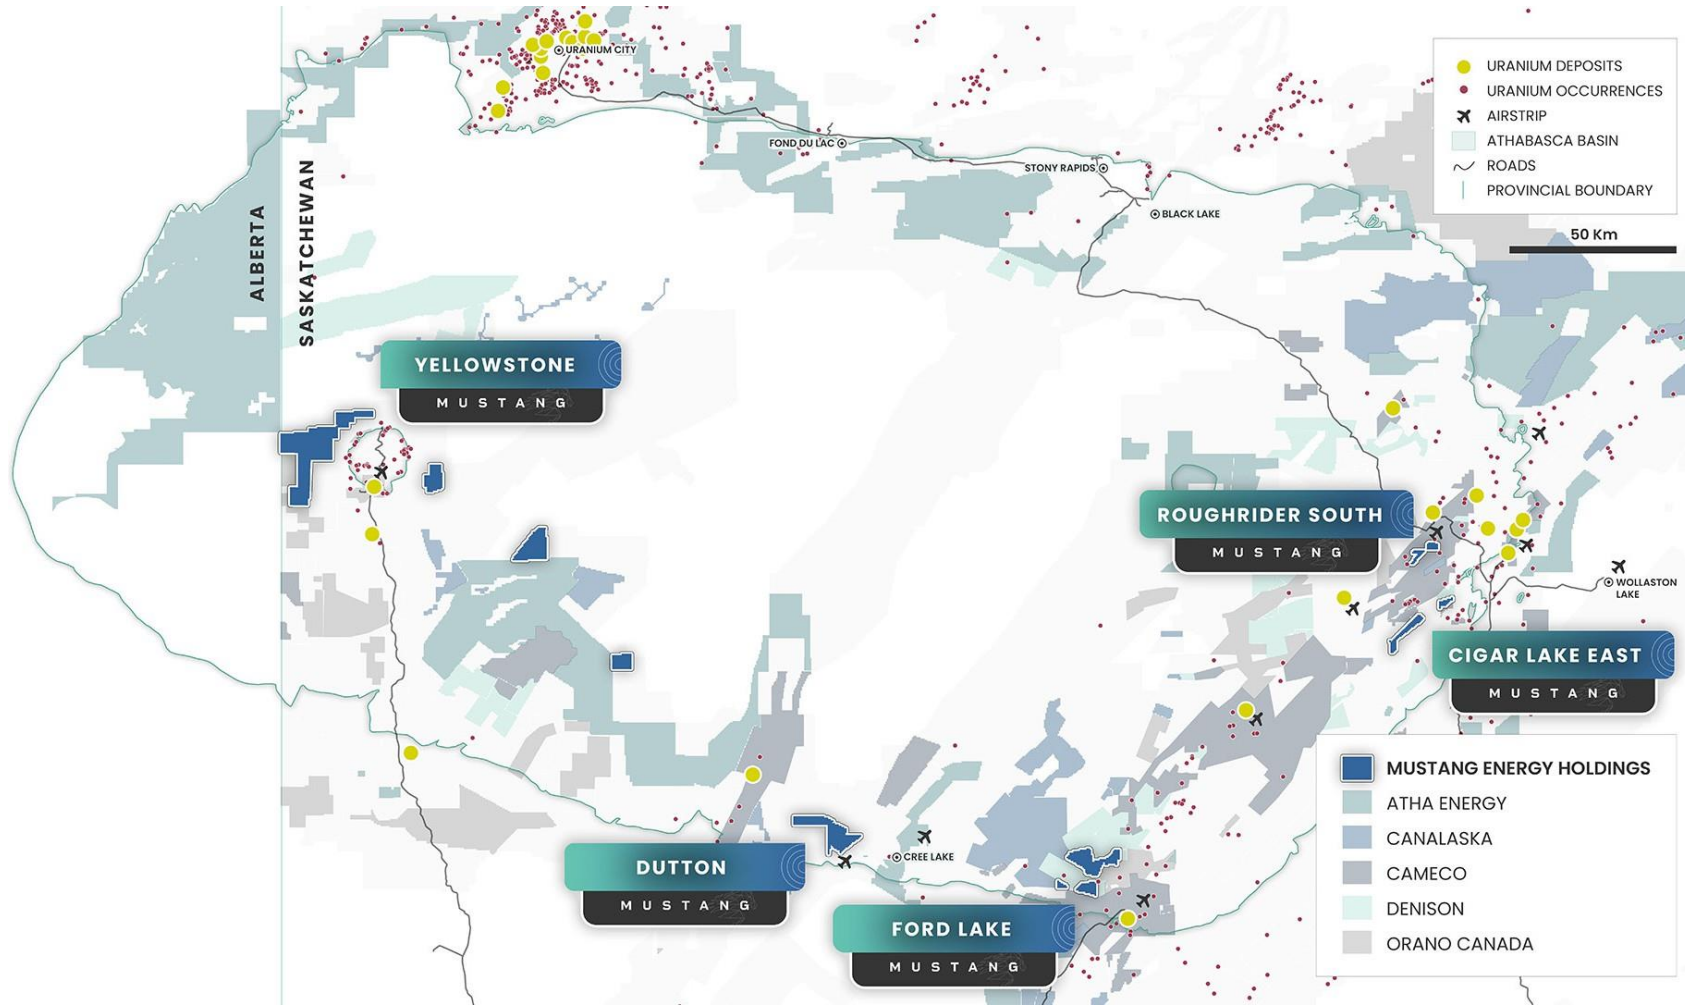 URANIUM CITY
FOND DU LAC
STONY RAPIDS
BLACK LAKE
URANIUM DEPOSITS
URANIUM OCCURRENCES
AIRSTRIP
ATHABASCA BASIN
ROADS
PROVINCIAL BOUNDARY
50 Km
ALBERTA
SASKATCHEWAN
YELLOWSTONE
MUSTANG
ROUGHRIDER SOUTH
MUSTANG
WOLLASTON
LAKE
CIGAR LAKE EAST
MUSTANG
DUTTON
MUSTANG
CREE LAKE
FORD LAKE
MUSTANG
MUSTANG ENERGY HOLDINGS
ATHA ENERGY
CANALASKA
CAMECO
DENISON
ORANO CANADA